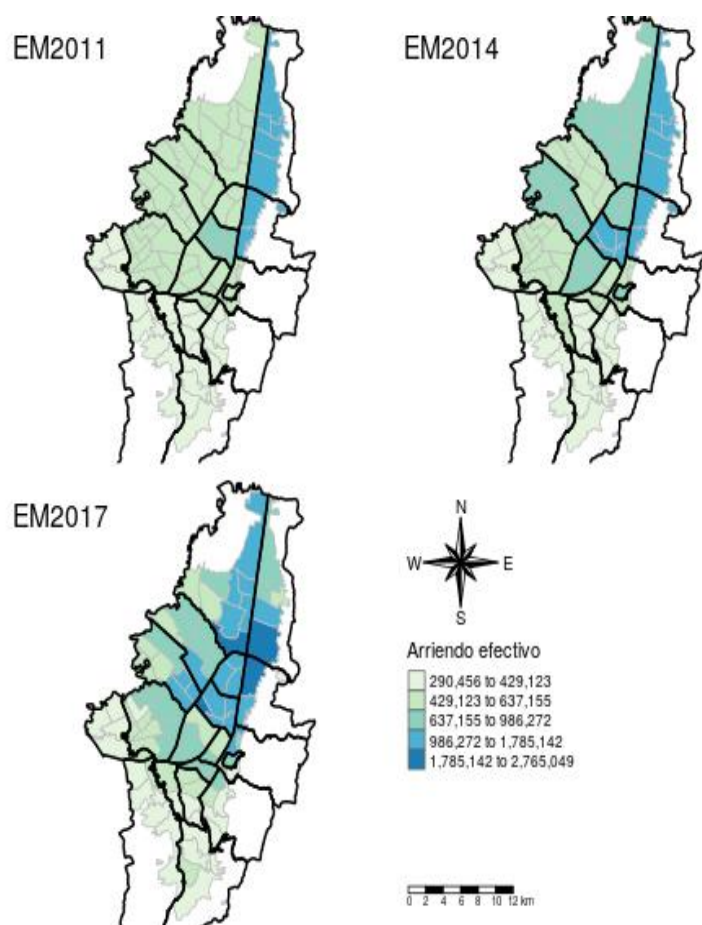 EM2011
EM2014
EM2017
N
W E
S
Arriendo efectivo
290,456 to 429,123
429,123 to 637,155
637,155 to 986,272
986,272 to 1,785,142
1,785,142 to 2,765,049
0 2 4 6 8 10 12 km